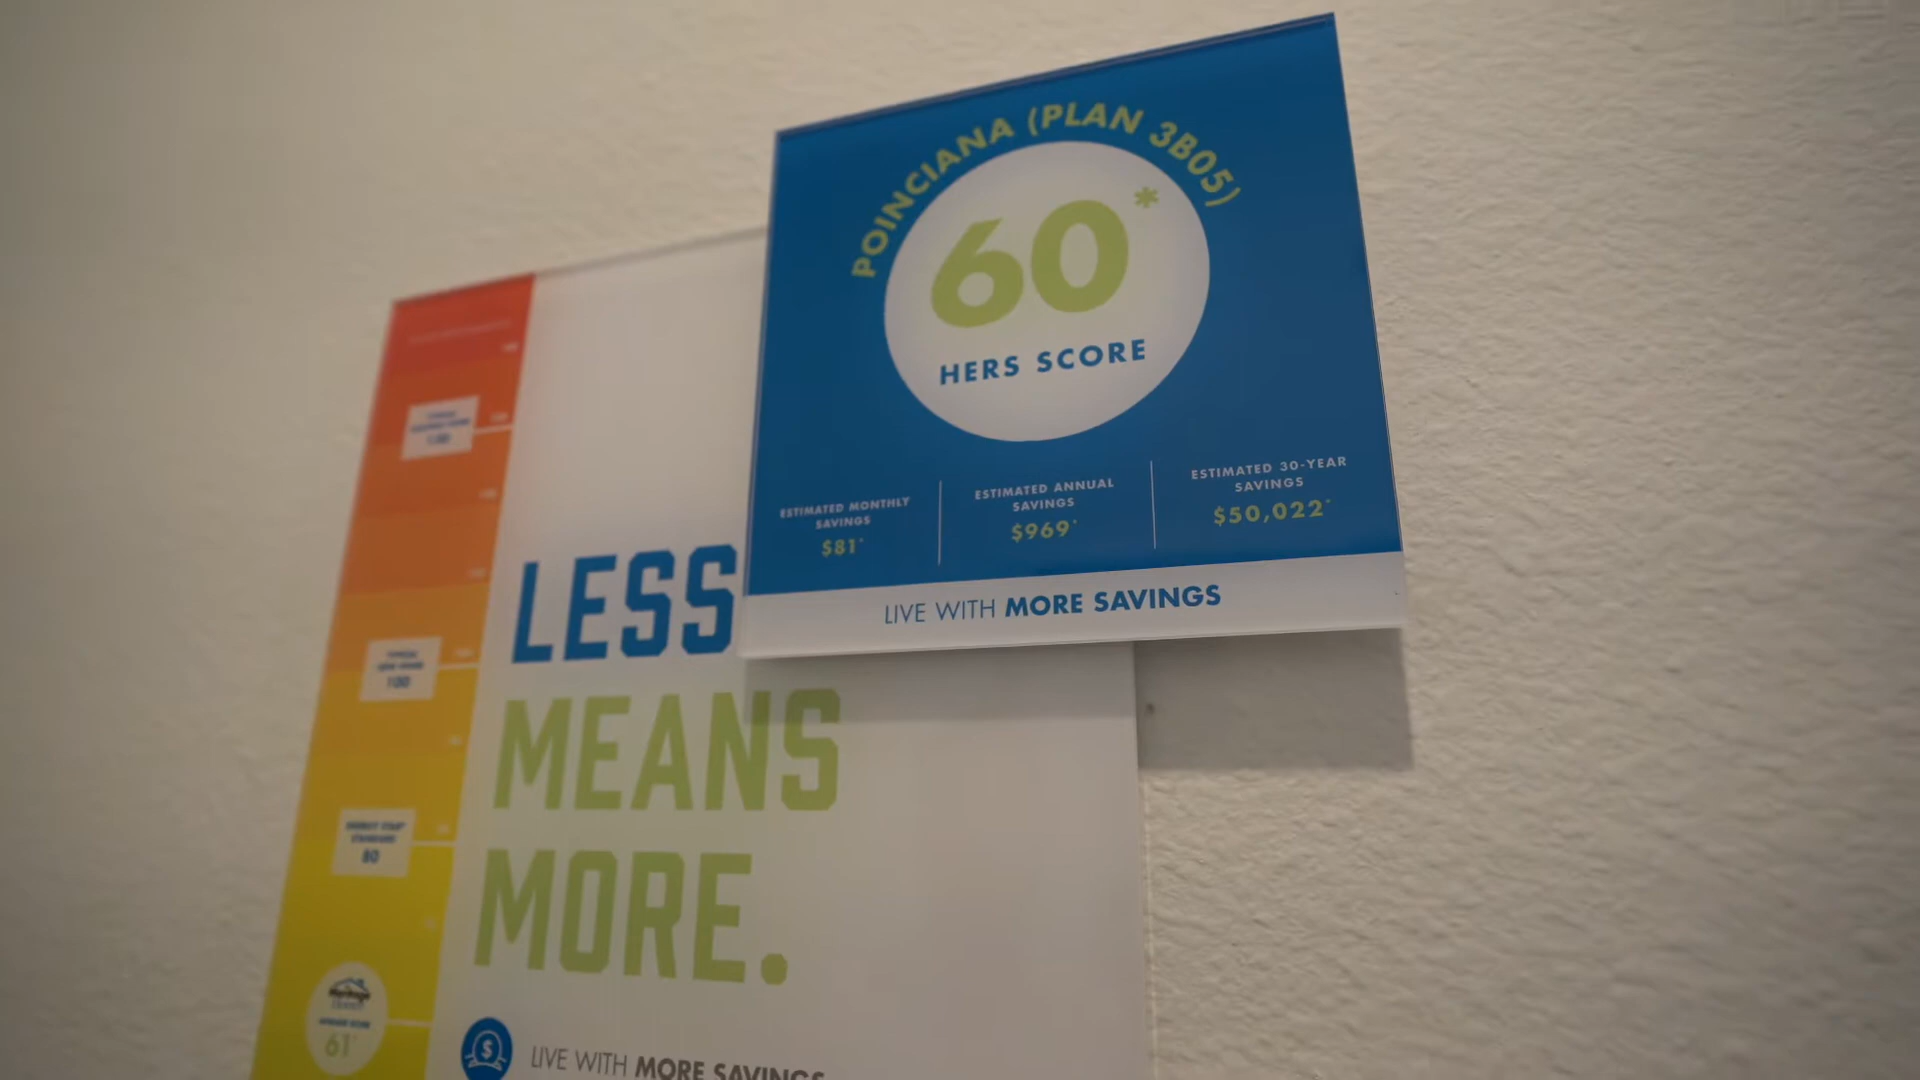 POINCIANA (PLAN 3B05)
60*
HERS SCORE
ESTIMATED MONTHLY
SAVINGS
$81*
ESTIMATED ANNUAL
SAVINGS
$969*
ESTIMATED 30-YEAR
SAVINGS
$50,022*
LIVE WITH MORE SAVINGS
LESS
MEANS
MORE.
LIVE WITH MORE SAVINGS
100
80
61*